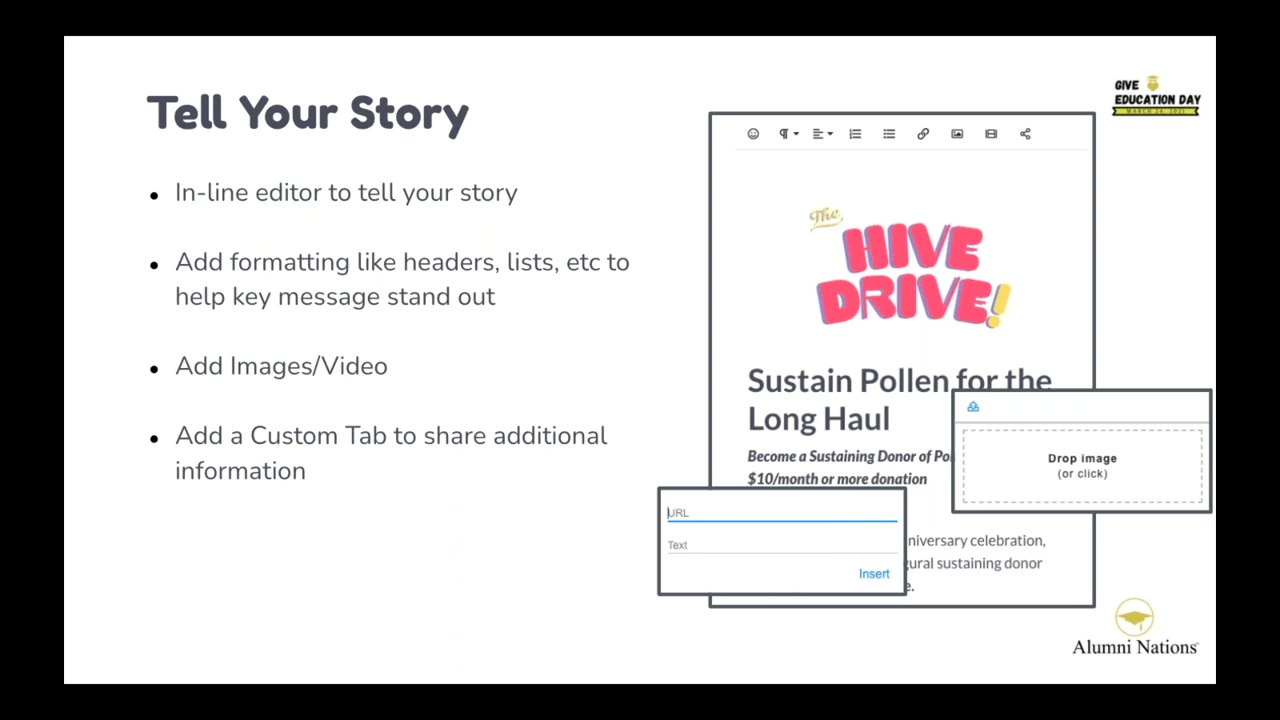 Tell Your Story
In-line editor to tell your story
Add formatting like headers, lists, etc to
help key message stand out
Add Images/Video
Add a Custom Tab to share additional
information
GIVE
EDUCATION DAY
The
HIVE
DRIVE!
Sustain Pollen for the
Long Haul
Become a Sustaining Donor of
$10/month or more donation
Drop image
(or click)
URL
Text
Insert
celebration,
sustaining donor
Alumni Nations